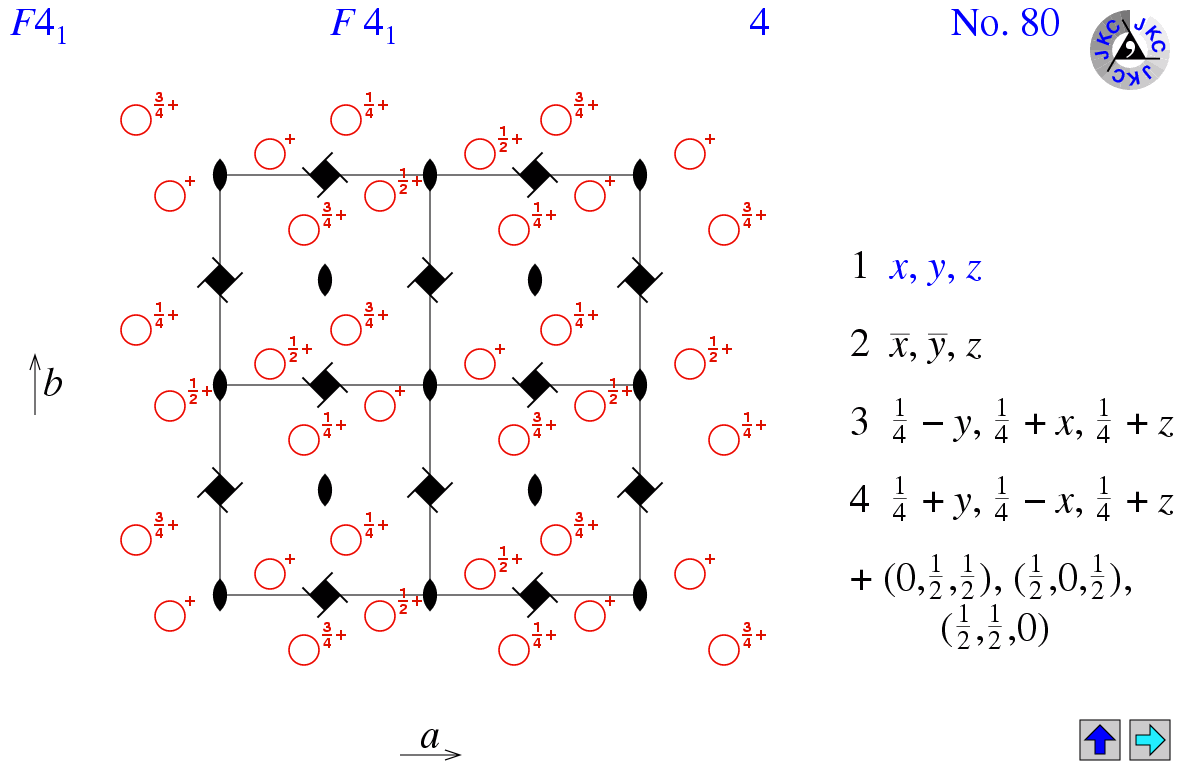 F4₁ F 4₁ 4 No. 80
JKC JKC JKC
3/4+ 1/4+ 3/4+
+ 1/2+ +
+ 1/2+ +
3/4+ 1/4+ 3/4+
1/4+ 3/4+ 1/4+
1/2+ + 1/2+
1/2+ + 1/2+
1/4+ 3/4+ 1/4+
3/4+ 1/4+ 3/4+
+ 1/2+ +
+ 1/2+ +
3/4+ 1/4+ 3/4+
b
a
1 x, y, z
2 x̅, y̅, z
3 1/4 − y, 1/4 + x, 1/4 + z
4 1/4 + y, 1/4 − x, 1/4 + z
+ (0,1/2,1/2), (1/2,0,1/2),
(1/2,1/2,0)